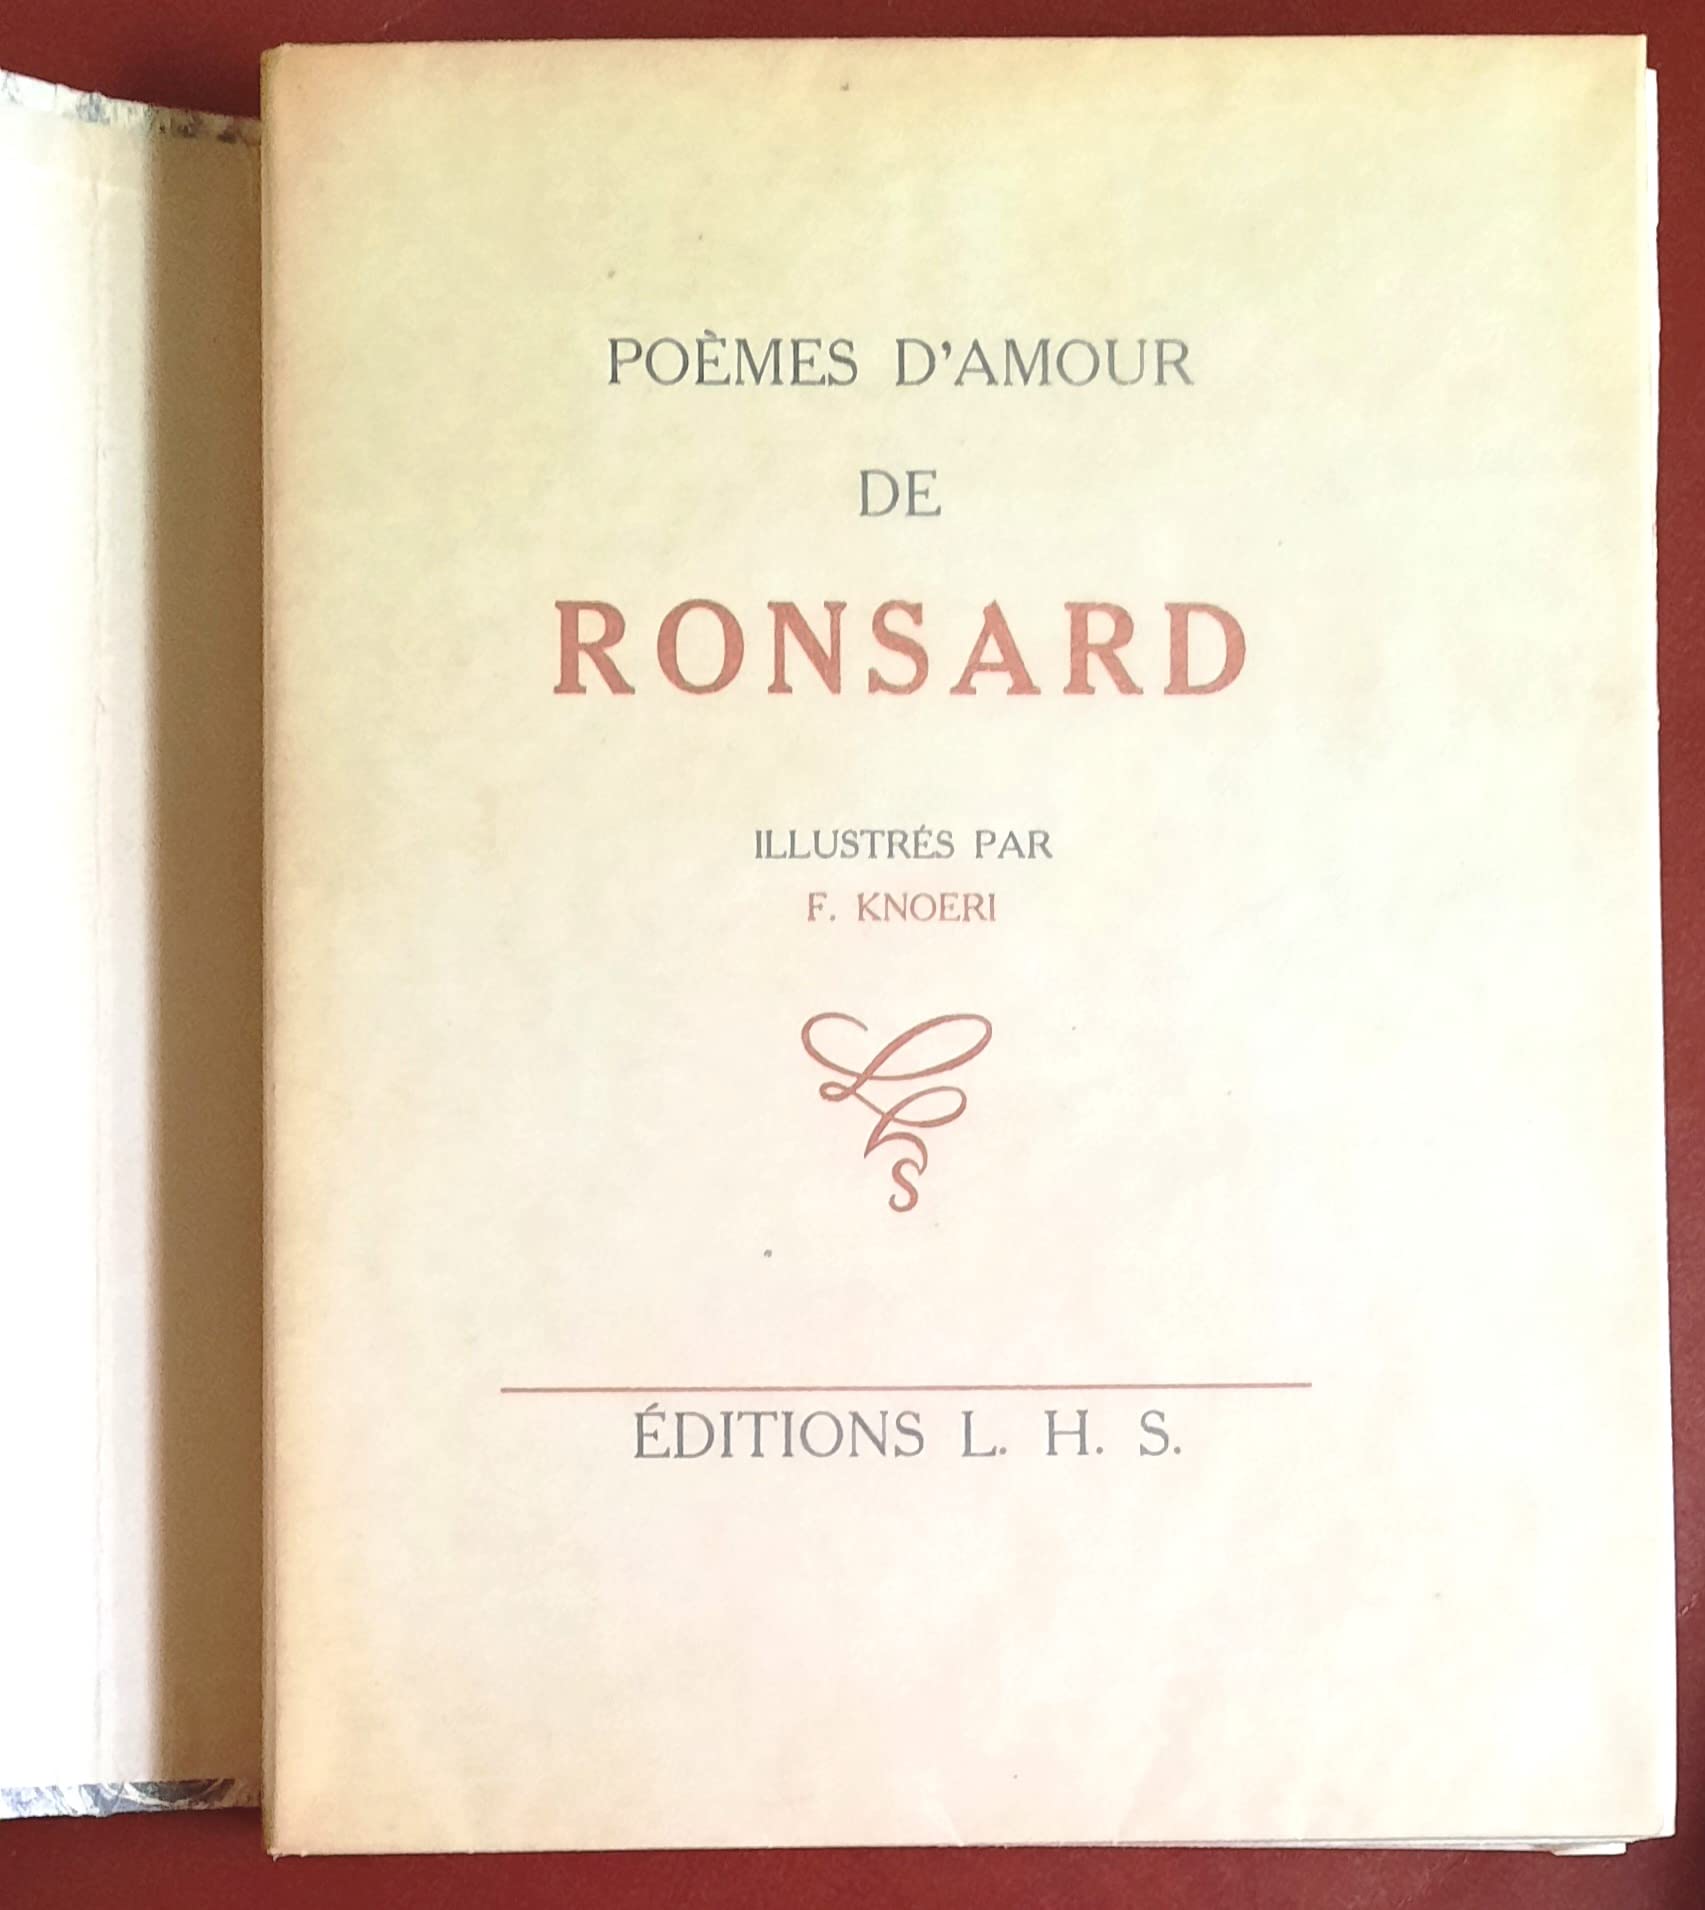 POÈMES D'AMOUR
DE
RONSARD
ILLUSTRÉS PAR
F. KNOERI
LHS
ÉDITIONS L. H. S.